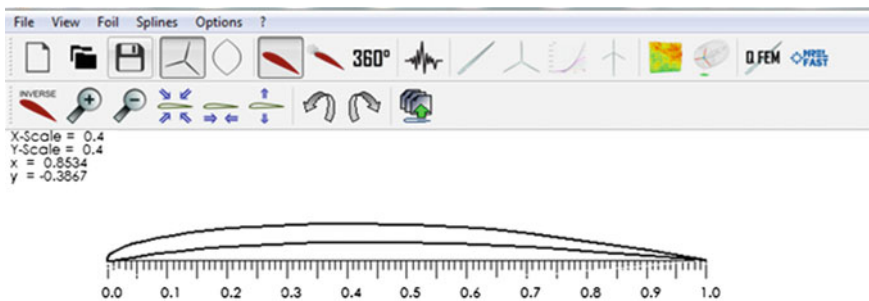 File View Foil Splines Options ?
360° Q FEM NREL
FAST
INVERSE
X-Scale = 0.4
Y-Scale = 0.4
x = 0.8534
y = -0.3867
0.0 0.1 0.2 0.3 0.4 0.5 0.6 0.7 0.8 0.9 1.0